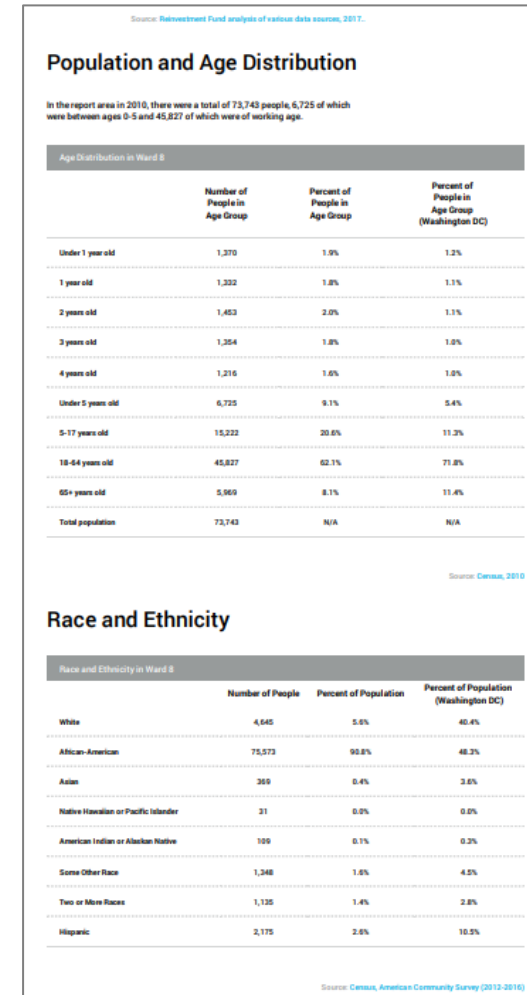 Source: Reinvestment Fund analysis of various data sources, 2017..
Population and Age Distribution
In the report area in 2010, there were a total of 73,743 people, 6,725 of which
were between ages 0-5 and 45,827 of which were of working age.
Age Distribution in Ward 8
Number of People in Age Group Percent of People in Age Group Percent of People in Age Group (Washington DC)
Under 1 year old 1,370 1.9% 1.2%
1 year old 1,332 1.8% 1.1%
2 years old 1,453 2.0% 1.1%
3 years old 1,354 1.8% 1.0%
4 years old 1,216 1.6% 1.0%
Under 5 years old 6,725 9.1% 5.4%
5-17 years old 15,222 20.6% 11.3%
18-64 years old 45,827 62.1% 71.8%
65+ years old 5,969 8.1% 11.4%
Total population 73,743 N/A N/A
Source: Census, 2010
Race and Ethnicity
Race and Ethnicity in Ward 8
Number of People Percent of Population Percent of Population (Washington DC)
White 4,645 5.6% 40.4%
African-American 75,573 90.8% 48.3%
Asian 369 0.4% 3.6%
Native Hawaiian or Pacific Islander 31 0.0% 0.0%
American Indian or Alaskan Native 109 0.1% 0.3%
Some Other Race 1,348 1.6% 4.5%
Two or More Races 1,135 1.4% 2.8%
Hispanic 2,175 2.6% 10.5%
Source: Census, American Community Survey (2012-2016)